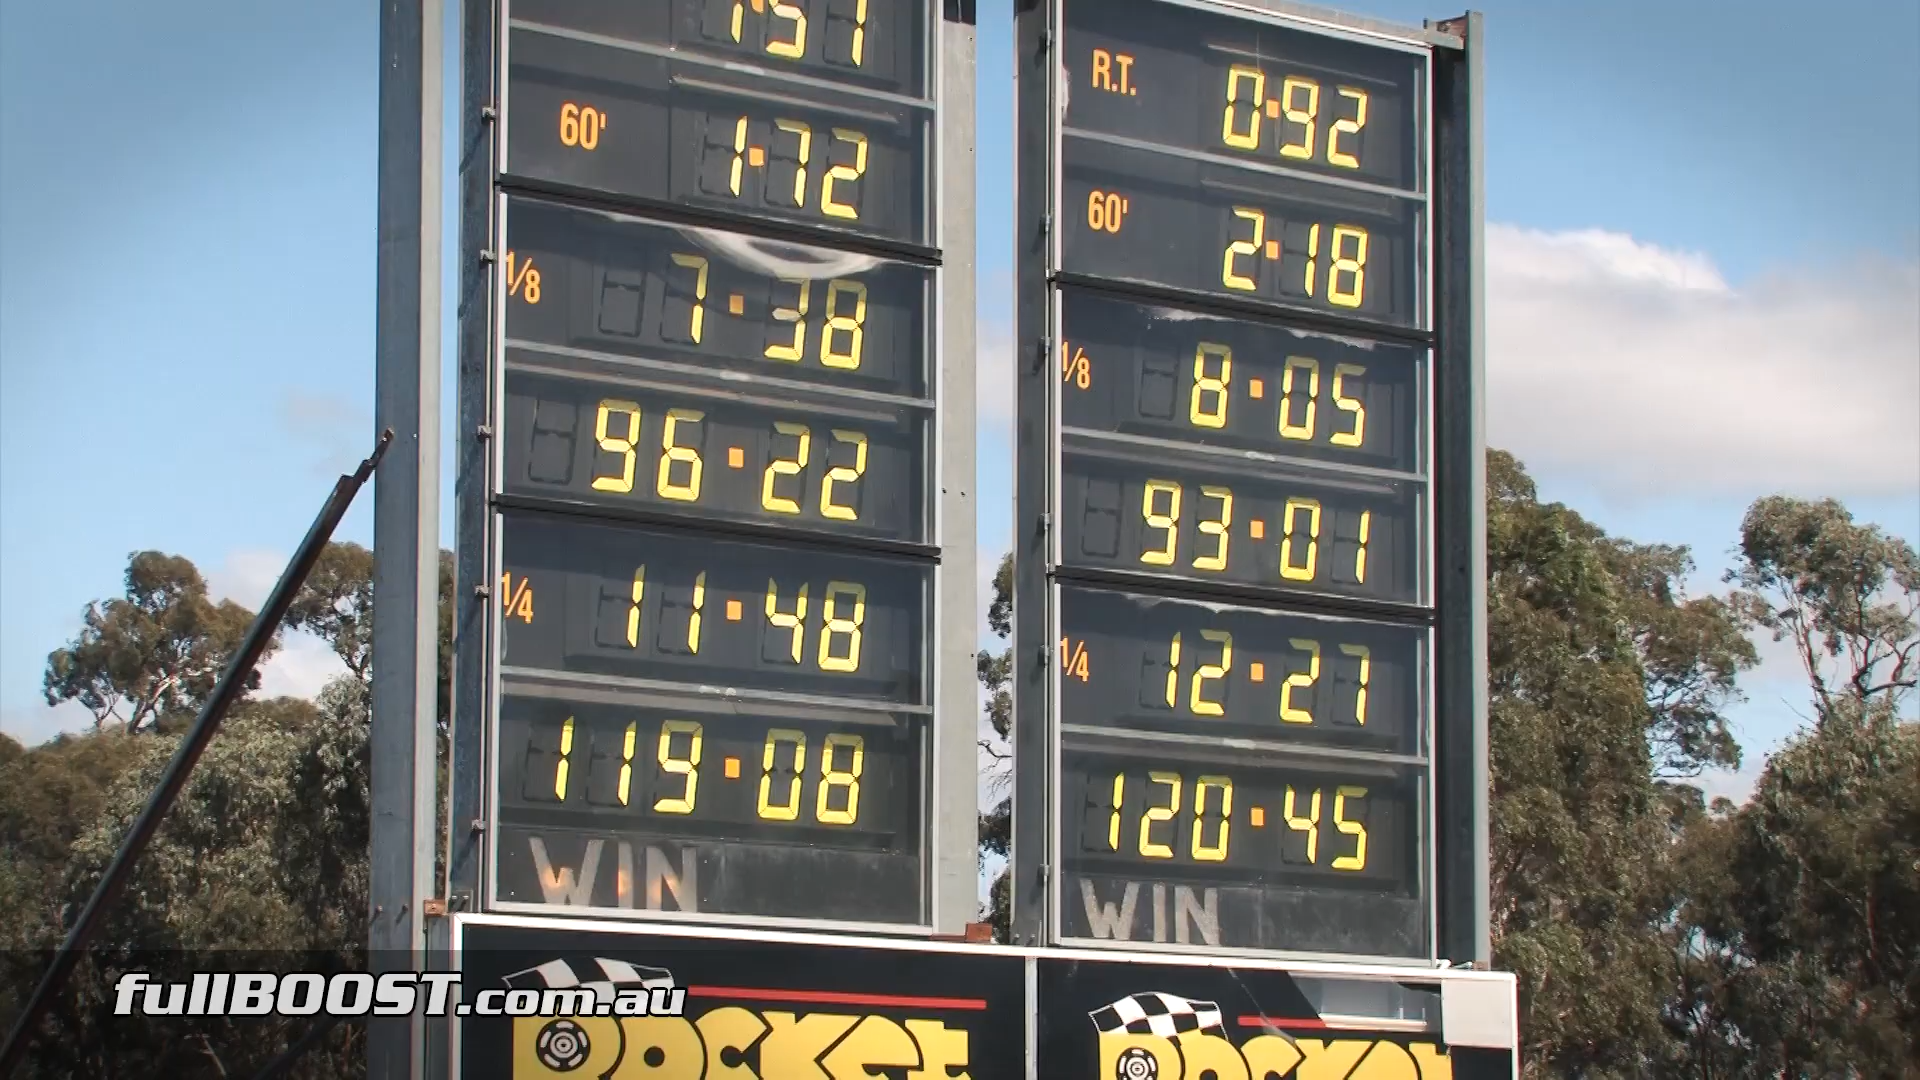 1.51
60' 1.72
1/8 7.38
96.22
1/4 11.48
119.08
WIN
R.T. 0.92
60' 2.18
1/8 8.05
93.01
1/4 12.27
120.45
WIN
ROCKET
ROCKET
fullBOOST.com.au